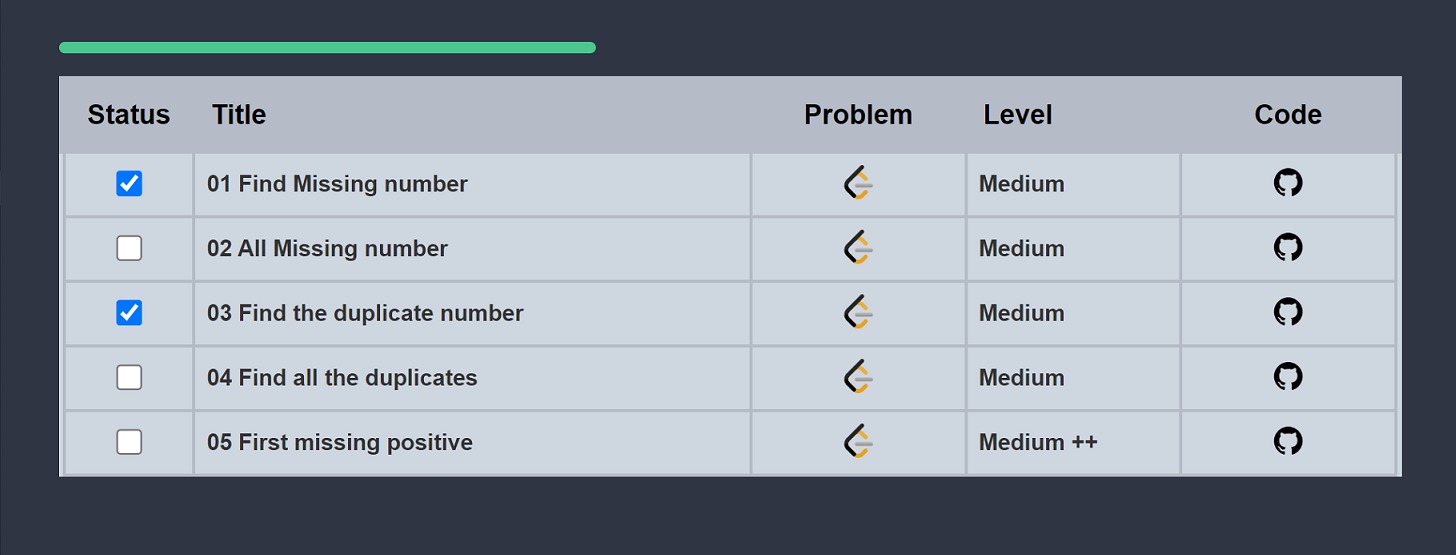 Status Title Problem Level Code
01 Find Missing number Medium
02 All Missing number Medium
03 Find the duplicate number Medium
04 Find all the duplicates Medium
05 First missing positive Medium ++